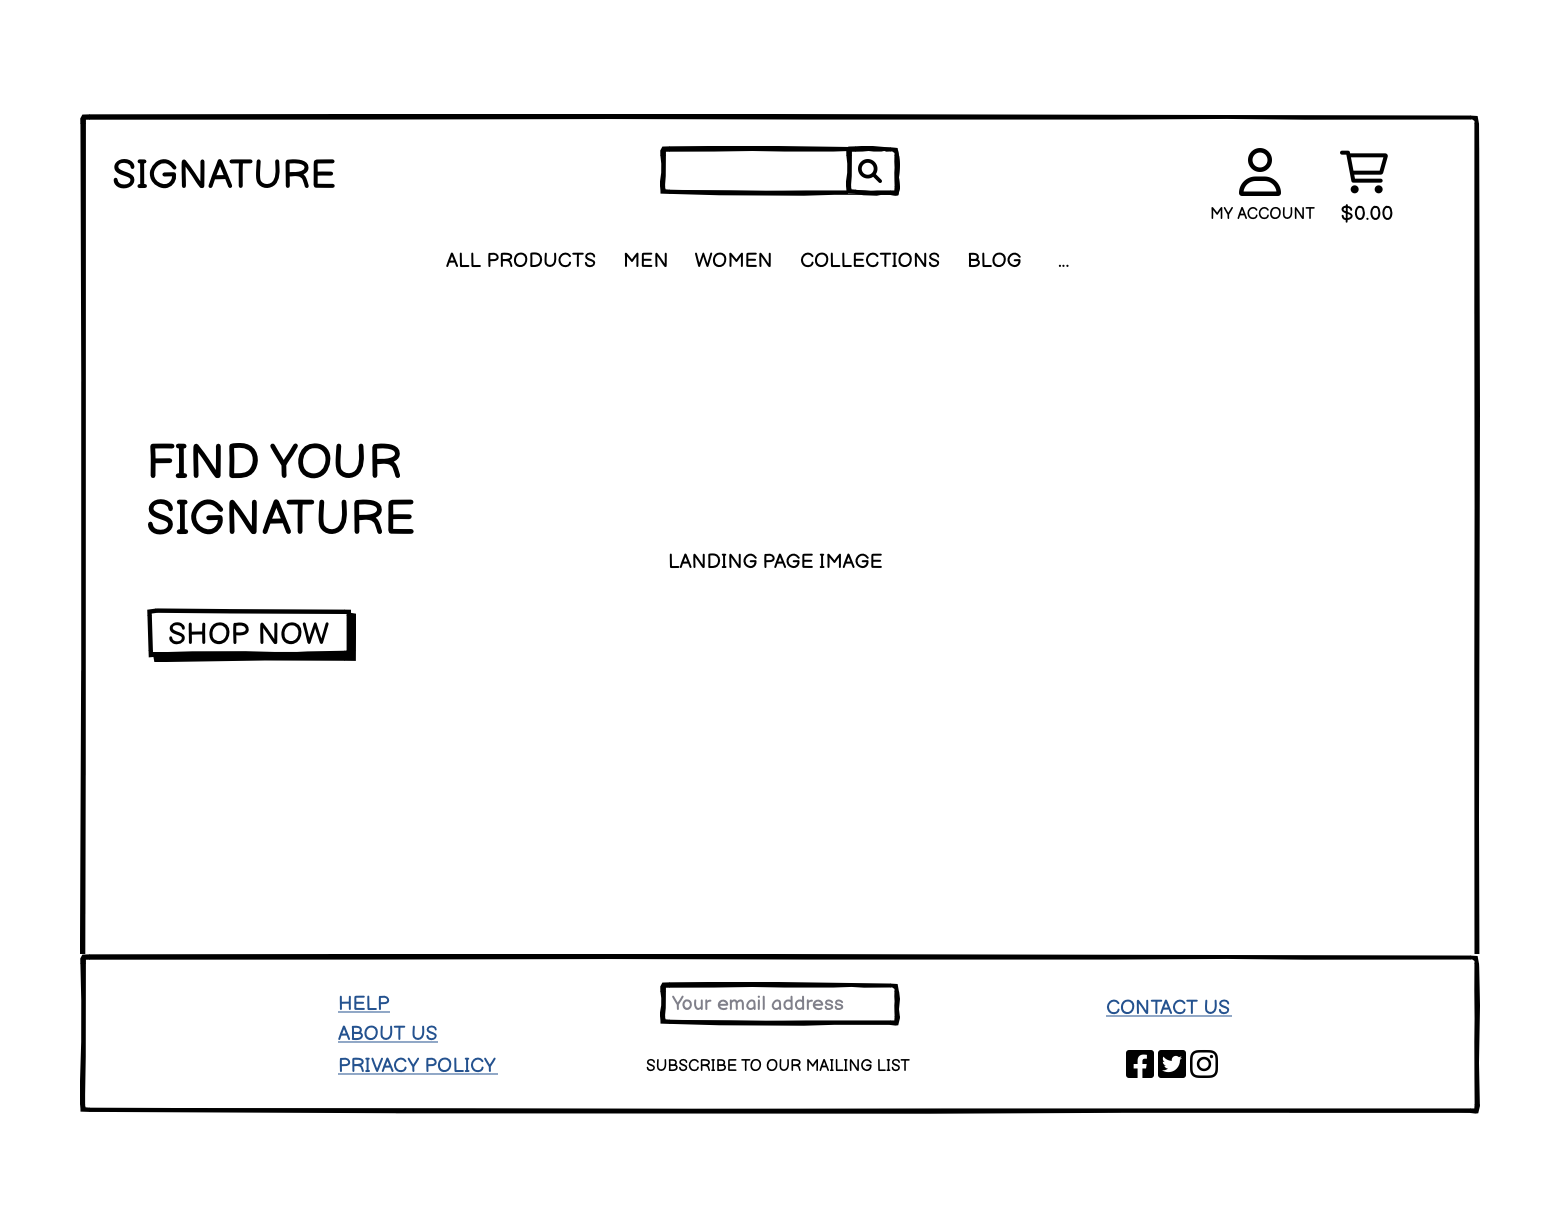 SIGNATURE
MY ACCOUNT
$0.00
ALL PRODUCTS MEN WOMEN COLLECTIONS BLOG ...
FIND YOUR
SIGNATURE
LANDING PAGE IMAGE
SHOP NOW
HELP
ABOUT US
PRIVACY POLICY
Your email address
SUBSCRIBE TO OUR MAILING LIST
CONTACT US